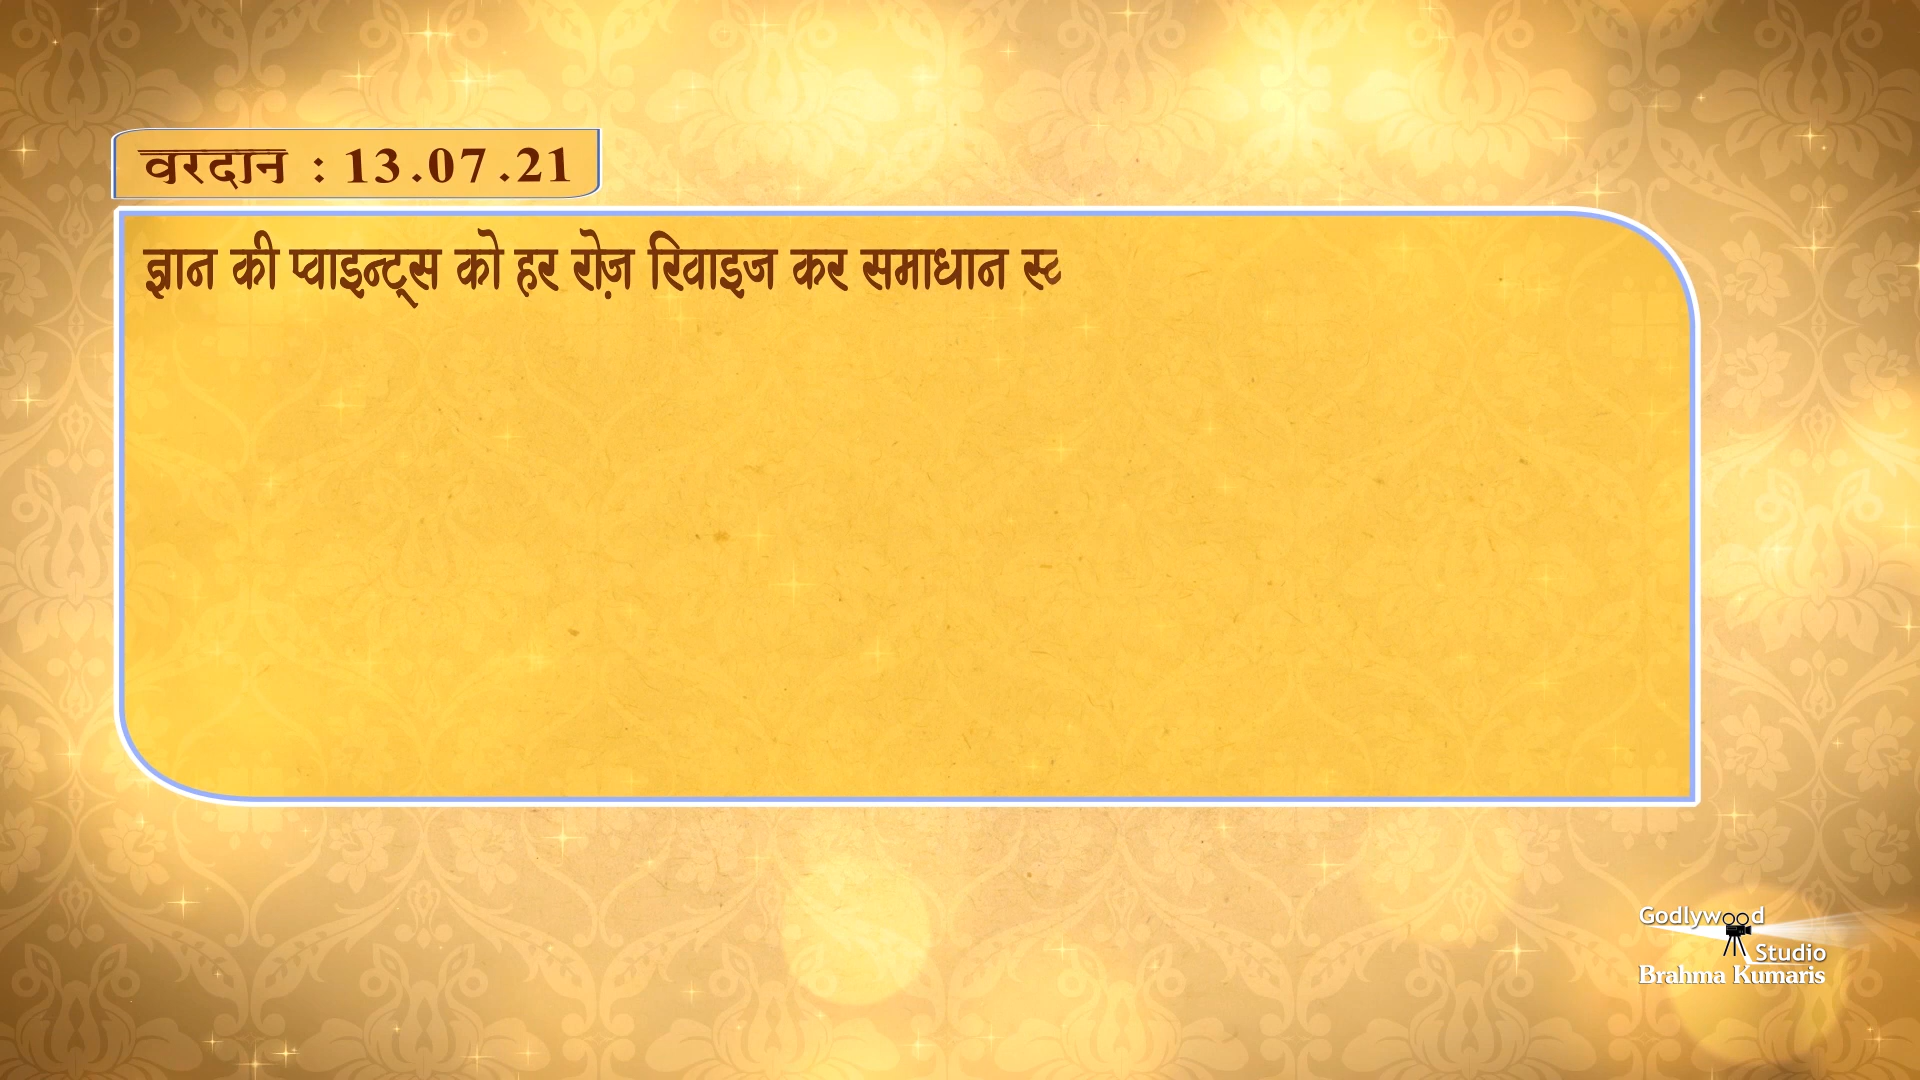 वरदान : 13.07.21
ज्ञान की प्वाइन्ट्स को हर रोज़ रिवाइज कर समाधान
Godlywood
Studio
Brahma Kumaris